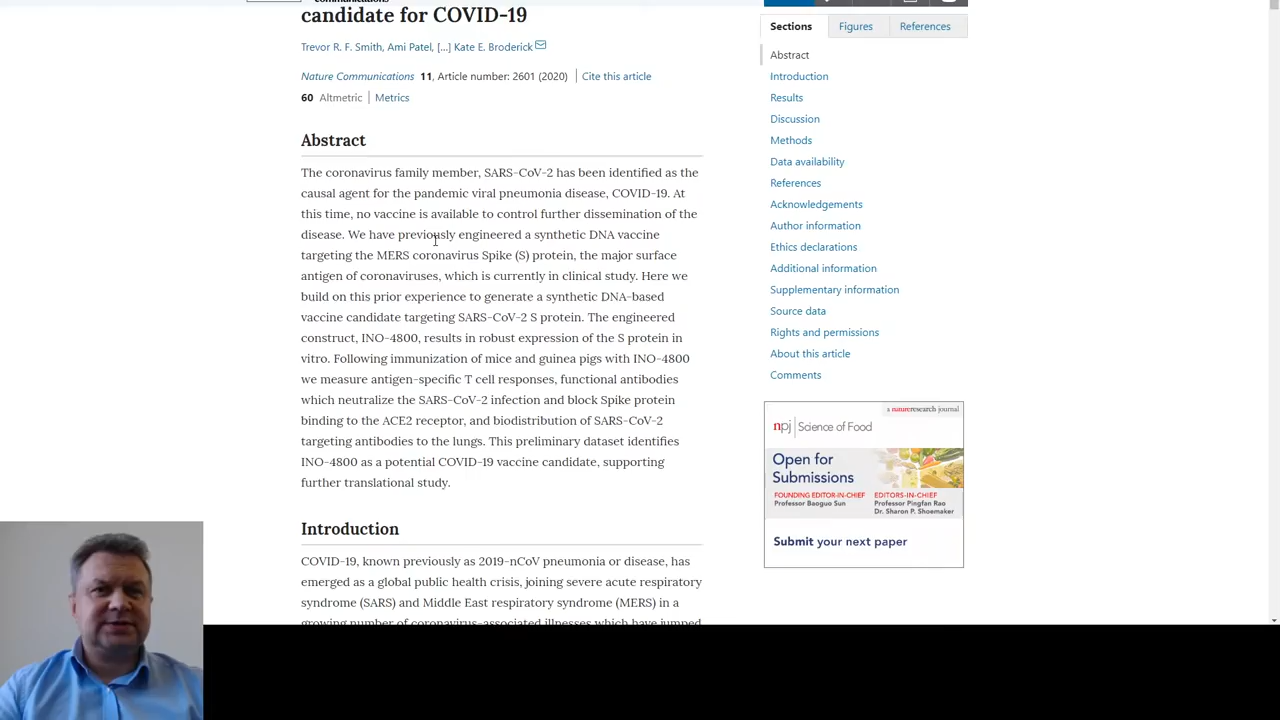 communications
candidate for COVID-19
Trevor R. F. Smith, Ami Patel, [...] Kate E. Broderick
Nature Communications 11, Article number: 2601 (2020) Cite this article
60 Altmetric Metrics
Abstract
The coronavirus family member, SARS-CoV-2 has been identified as the
causal agent for the pandemic viral pneumonia disease, COVID-19. At
this time, no vaccine is available to control further dissemination of the
disease. We have previously engineered a synthetic DNA vaccine
targeting the MERS coronavirus Spike (S) protein, the major surface
antigen of coronaviruses, which is currently in clinical study. Here we
build on this prior experience to generate a synthetic DNA-based
vaccine candidate targeting SARS-CoV-2 S protein. The engineered
construct, INO-4800, results in robust expression of the S protein in
vitro. Following immunization of mice and guinea pigs with INO-4800
we measure antigen-specific T cell responses, functional antibodies
which neutralize the SARS-CoV-2 infection and block Spike protein
binding to the ACE2 receptor, and biodistribution of SARS-CoV-2
targeting antibodies to the lungs. This preliminary dataset identifies
INO-4800 as a potential COVID-19 vaccine candidate, supporting
further translational study.
Introduction
COVID-19, known previously as 2019-nCoV pneumonia or disease, has
emerged as a global public health crisis, joining severe acute respiratory
syndrome (SARS) and Middle East respiratory syndrome (MERS) in a
growing number of coronavirus-associated illnesses which have jumped
Sections Figures References
Abstract
Introduction
Results
Discussion
Methods
Data availability
References
Acknowledgements
Author information
Ethics declarations
Additional information
Supplementary information
Source data
Rights and permissions
About this article
Comments
a natureresearch journal
npj Science of Food
Open for
Submissions
FOUNDING EDITOR-IN-CHIEF
Professor Baoguo Sun
EDITORS-IN-CHIEF
Professor Pingfan Rao
Dr. Sharon P. Shoemaker
Submit your next paper